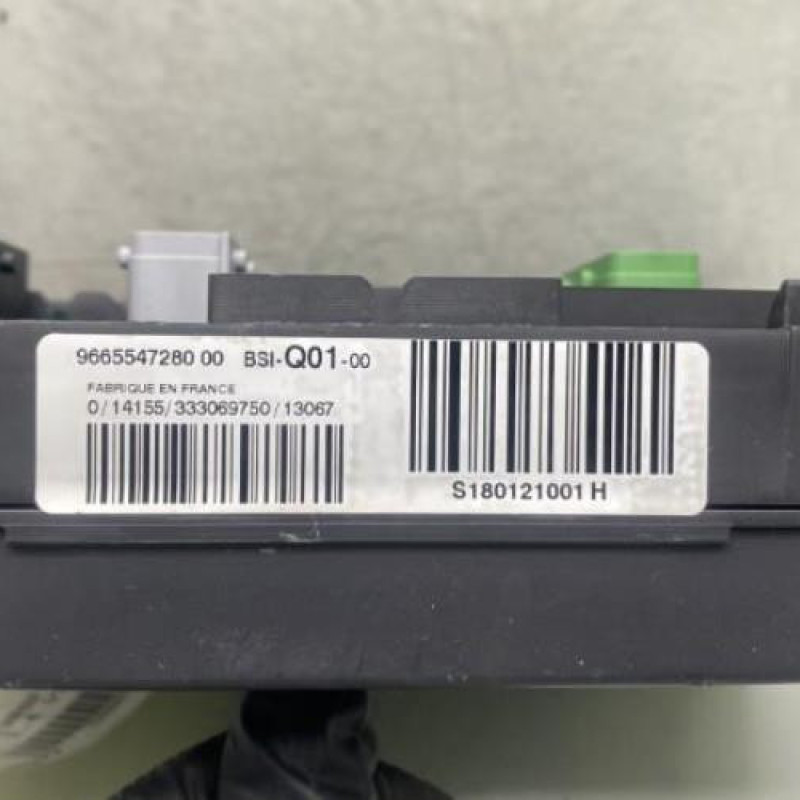 9665547280 00 BSI-Q01-00
FABRIQUE EN FRANCE
0/14155/333069750/13067
S180121001 H